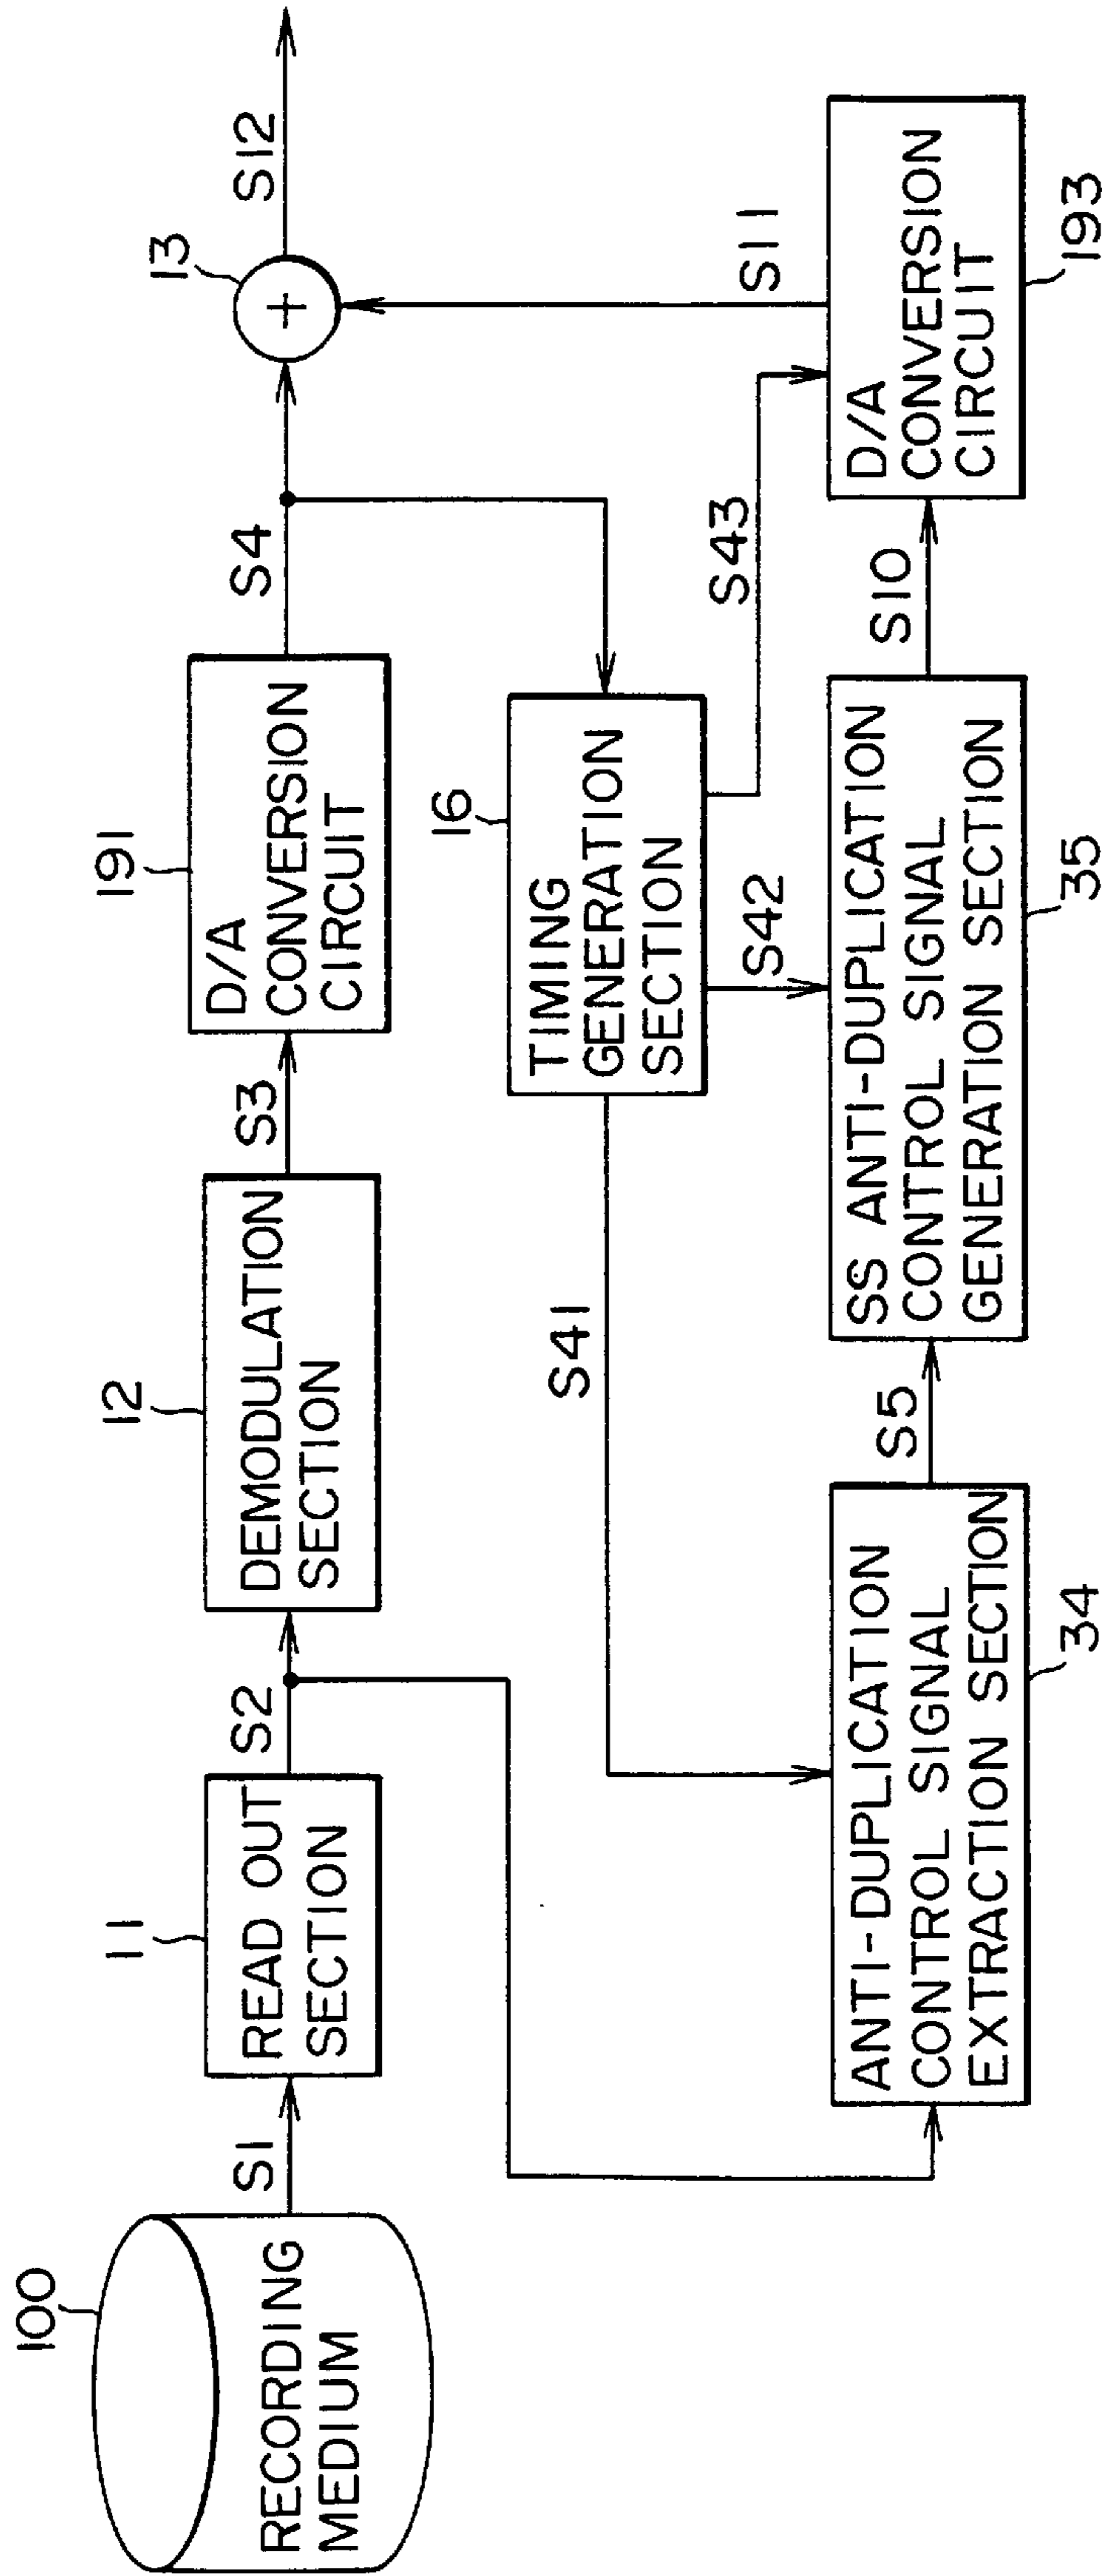 100
RECORDING
MEDIUM
S1
11
READ OUT
SECTION
S2
12
DEMODULATION
SECTION
S3
191
D/A
CONVERSION
CIRCUIT
S4
13
+
S12
16
TIMING
GENERATION
SECTION
S41
S42
S43
S11
ANTI-DUPLICATION
CONTROL SIGNAL
EXTRACTION SECTION
34
S5
SS ANTI-DUPLICATION
CONTROL SIGNAL
GENERATION SECTION
35
S10
D/A
CONVERSION
CIRCUIT
193